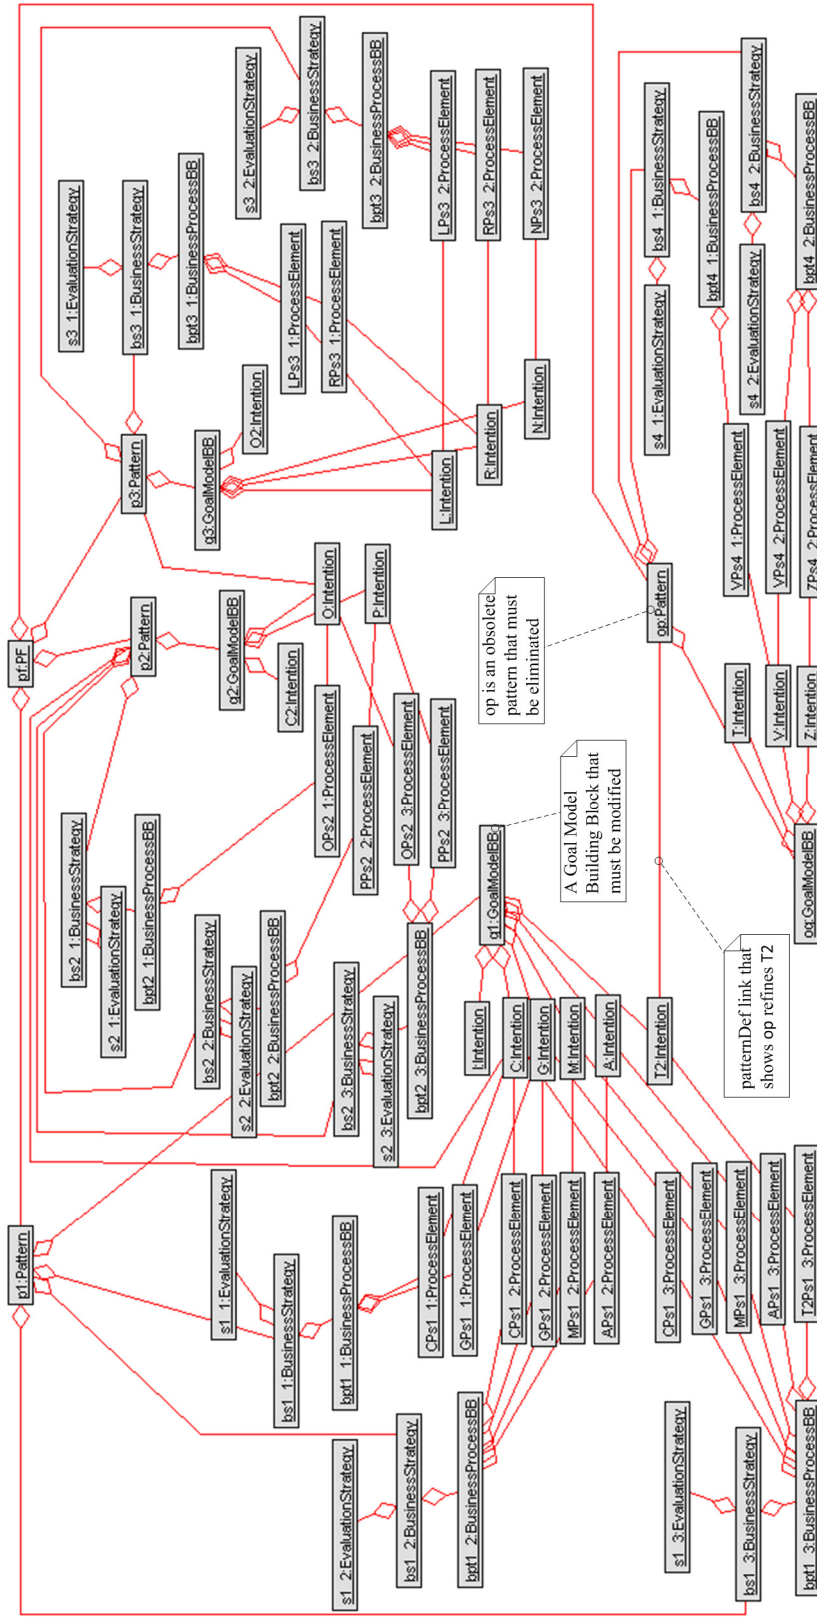 pf:PF
p1:Pattern
p2:Pattern
p3:Pattern
s1_1:EvaluationStrategy
bs1_1:BusinessStrategy
bpt1_1:BusinessProcessBB
s1_2:EvaluationStrategy
bs1_2:BusinessStrategy
bpt1_2:BusinessProcessBB
s1_3:EvaluationStrategy
bs1_3:BusinessStrategy
bpt1_3:BusinessProcessBB
CPs1_1:ProcessElement
GPs1_1:ProcessElement
CPs1_2:ProcessElement
GPs1_2:ProcessElement
MPs1_2:ProcessElement
APs1_2:ProcessElement
CPs1_3:ProcessElement
GPs1_3:ProcessElement
MPs1_3:ProcessElement
APs1_3:ProcessElement
T2Ps1_3:ProcessElement
bs2_1:BusinessStrategy
s2_1:EvaluationStrategy
bpt2_1:BusinessProcessBB
bs2_2:BusinessStrategy
s2_2:EvaluationStrategy
bpt2_2:BusinessProcessBB
bs2_3:BusinessStrategy
s2_3:EvaluationStrategy
bpt2_3:BusinessProcessBB
g2:GoalModelBB
C2:Intention
O:Intention
P:Intention
OPs2_1:ProcessElement
PPs2_2:ProcessElement
OPs2_3:ProcessElement
PPs2_3:ProcessElement
g1:GoalModelBB
I:Intention
C:Intention
G:Intention
M:Intention
A:Intention
T2:Intention
s3_1:EvaluationStrategy
bs3_1:BusinessStrategy
bpt3_1:BusinessProcessBB
g3:GoalModelBB
O2:Intention
LPs3_1:ProcessElement
RPs3_1:ProcessElement
s3_2:EvaluationStrategy
bs3_2:BusinessStrategy
bpt3_2:BusinessProcessBB
LPs3_2:ProcessElement
RPs3_2:ProcessElement
NPs3_2:ProcessElement
L:Intention
R:Intention
N:Intention
op is an obsolete
pattern that must
be eliminated
A Goal Model
Building Block that
must be modified
patternDef link that
shows op refines T2
op:Pattern
bs4_1:BusinessStrategy
s4_1:EvaluationStrategy
bpt4_1:BusinessProcessBB
bs4_2:BusinessStrategy
s4_2:EvaluationStrategy
bpt4_2:BusinessProcessBB
VPs4_1:ProcessElement
VPs4_2:ProcessElement
ZPs4_2:ProcessElement
T:Intention
V:Intention
Z:Intention
og:GoalModelBB